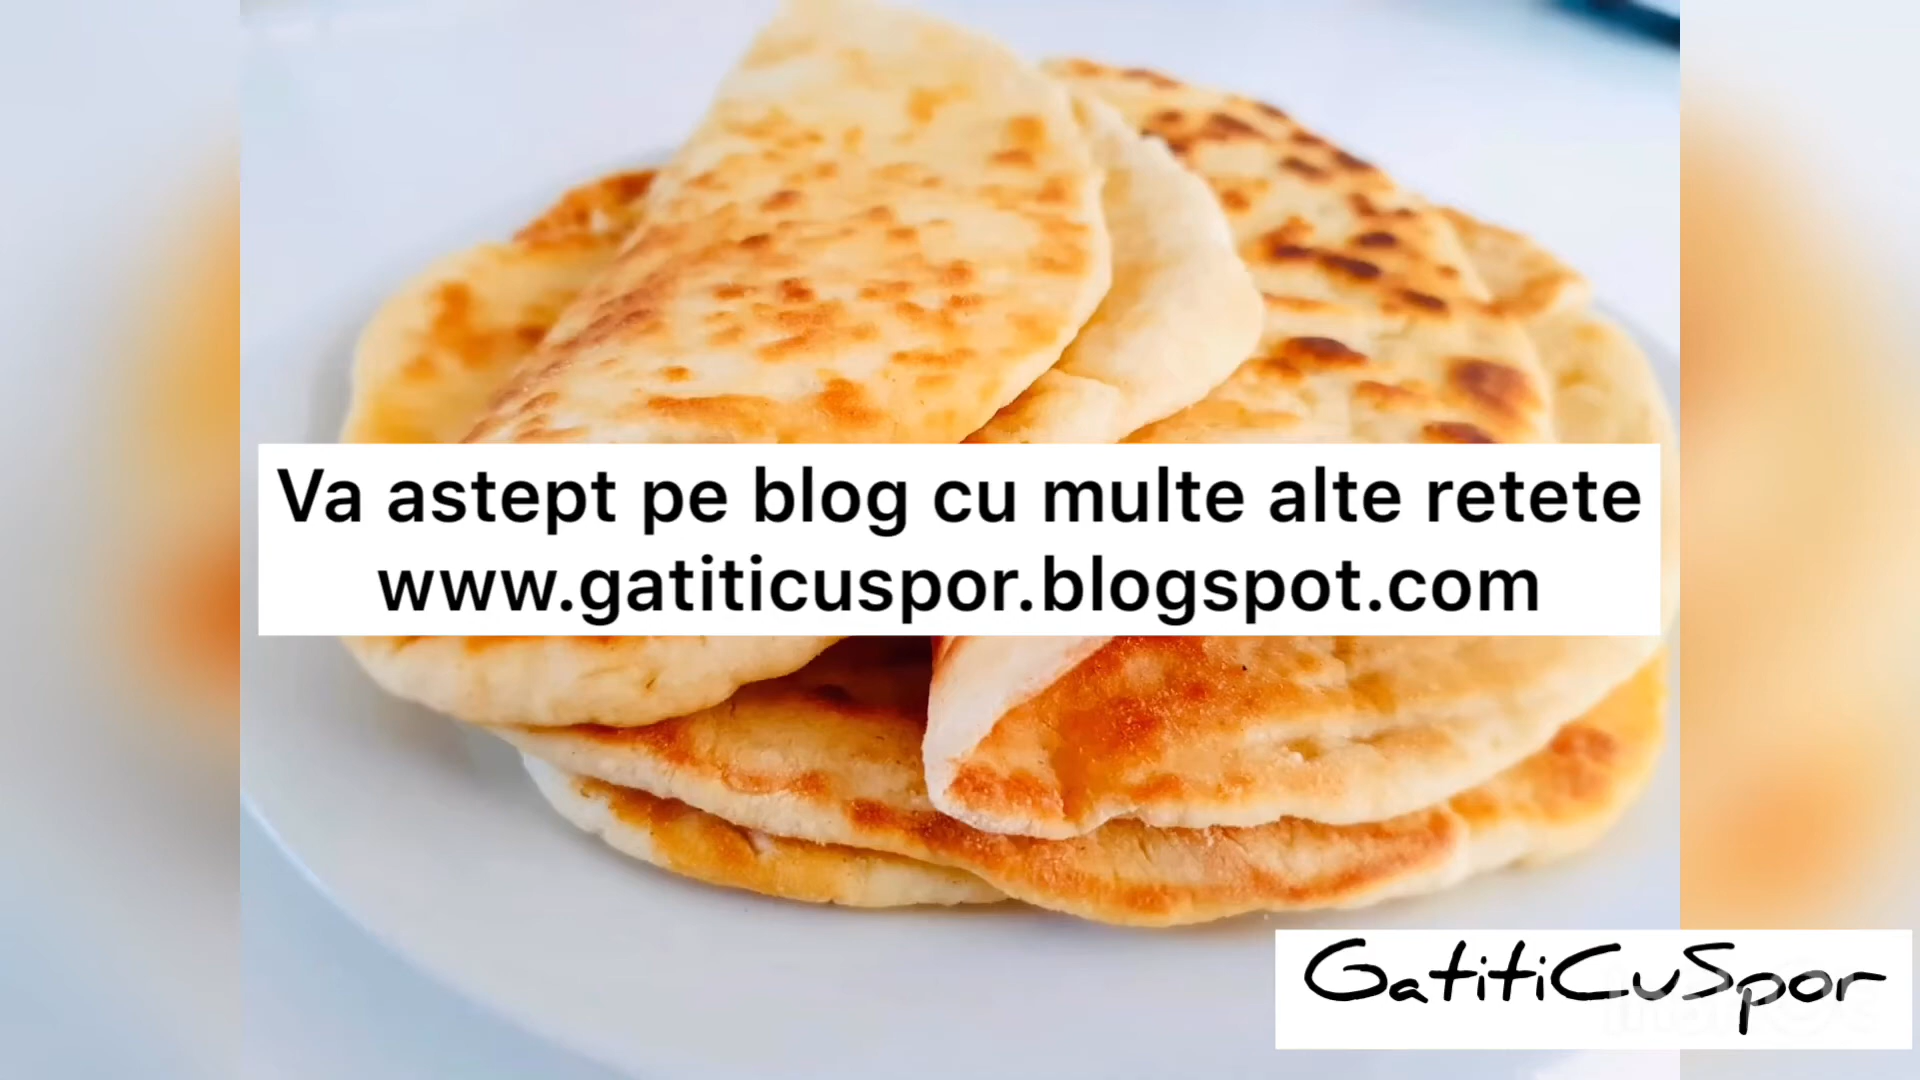 Va astept pe blog cu multe alte retete
www.gatiticuspor.blogspot.com
GatitiCuSpor